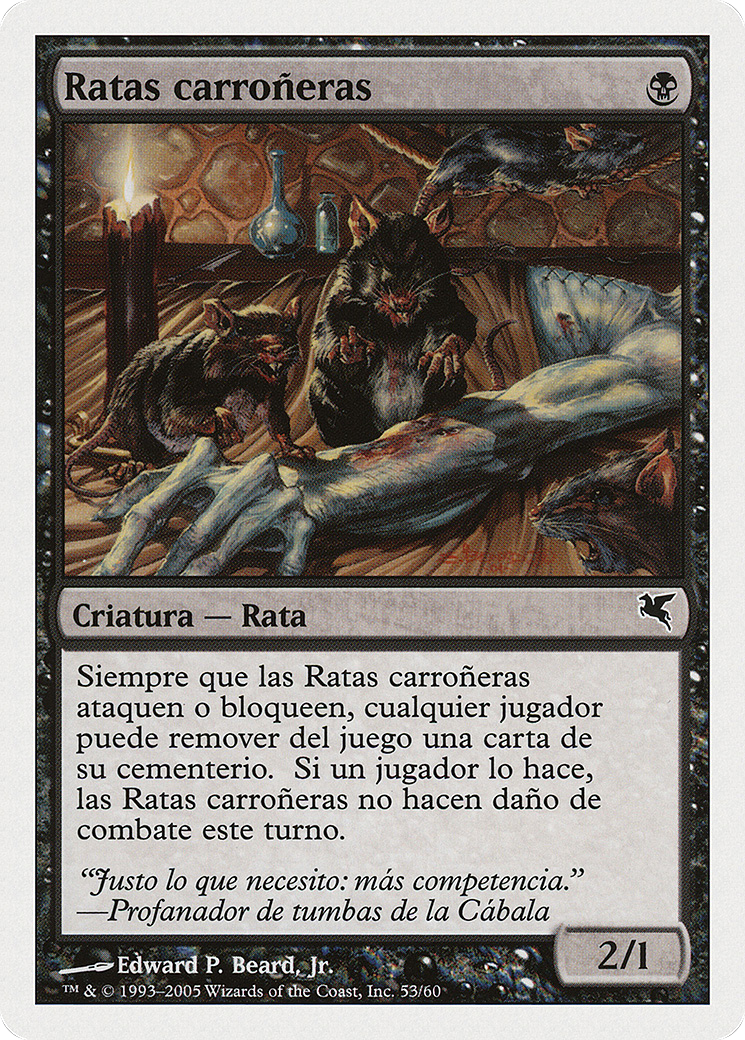 Ratas carroñeras
Criatura — Rata
Siempre que las Ratas carroñeras
ataquen o bloqueen, cualquier jugador
puede remover del juego una carta de
su cementerio.  Si un jugador lo hace,
las Ratas carroñeras no hacen daño de
combate este turno.
“Justo lo que necesito: más competencia.”
—Profanador de tumbas de la Cábala
2/1
Edward P. Beard, Jr.
™ & © 1993–2005 Wizards of the Coast, Inc. 53/60